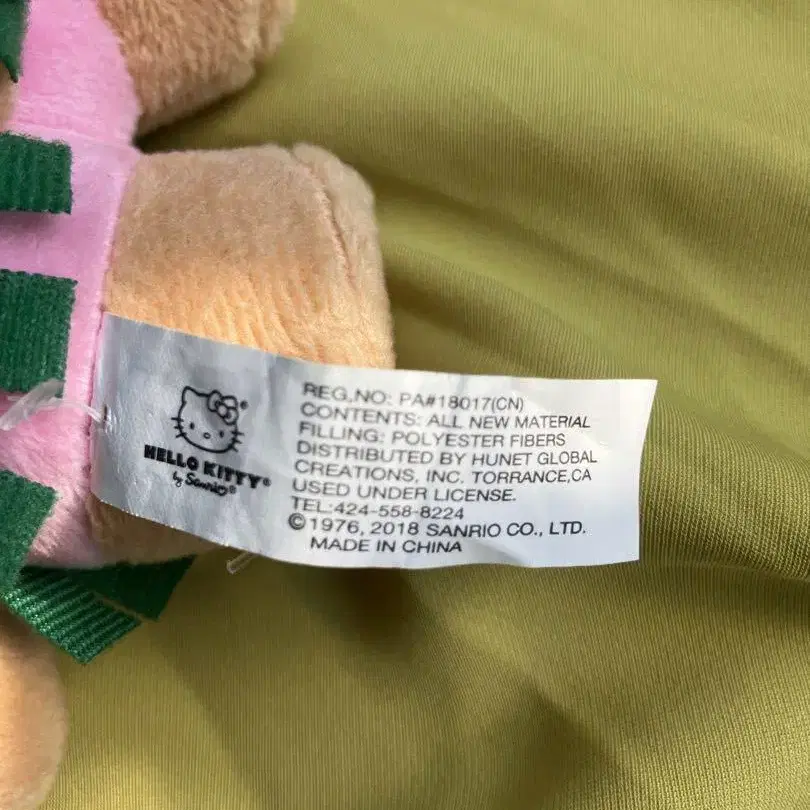 HELLO KITTY®
by Sanrio®
REG.NO: PA#18017(CN)
CONTENTS: ALL NEW MATERIAL
FILLING: POLYESTER FIBERS
DISTRIBUTED BY HUNET GLOBAL
CREATIONS, INC. TORRANCE,CA
USED UNDER LICENSE.
TEL:424-558-8224
©1976, 2018 SANRIO CO., LTD.
MADE IN CHINA